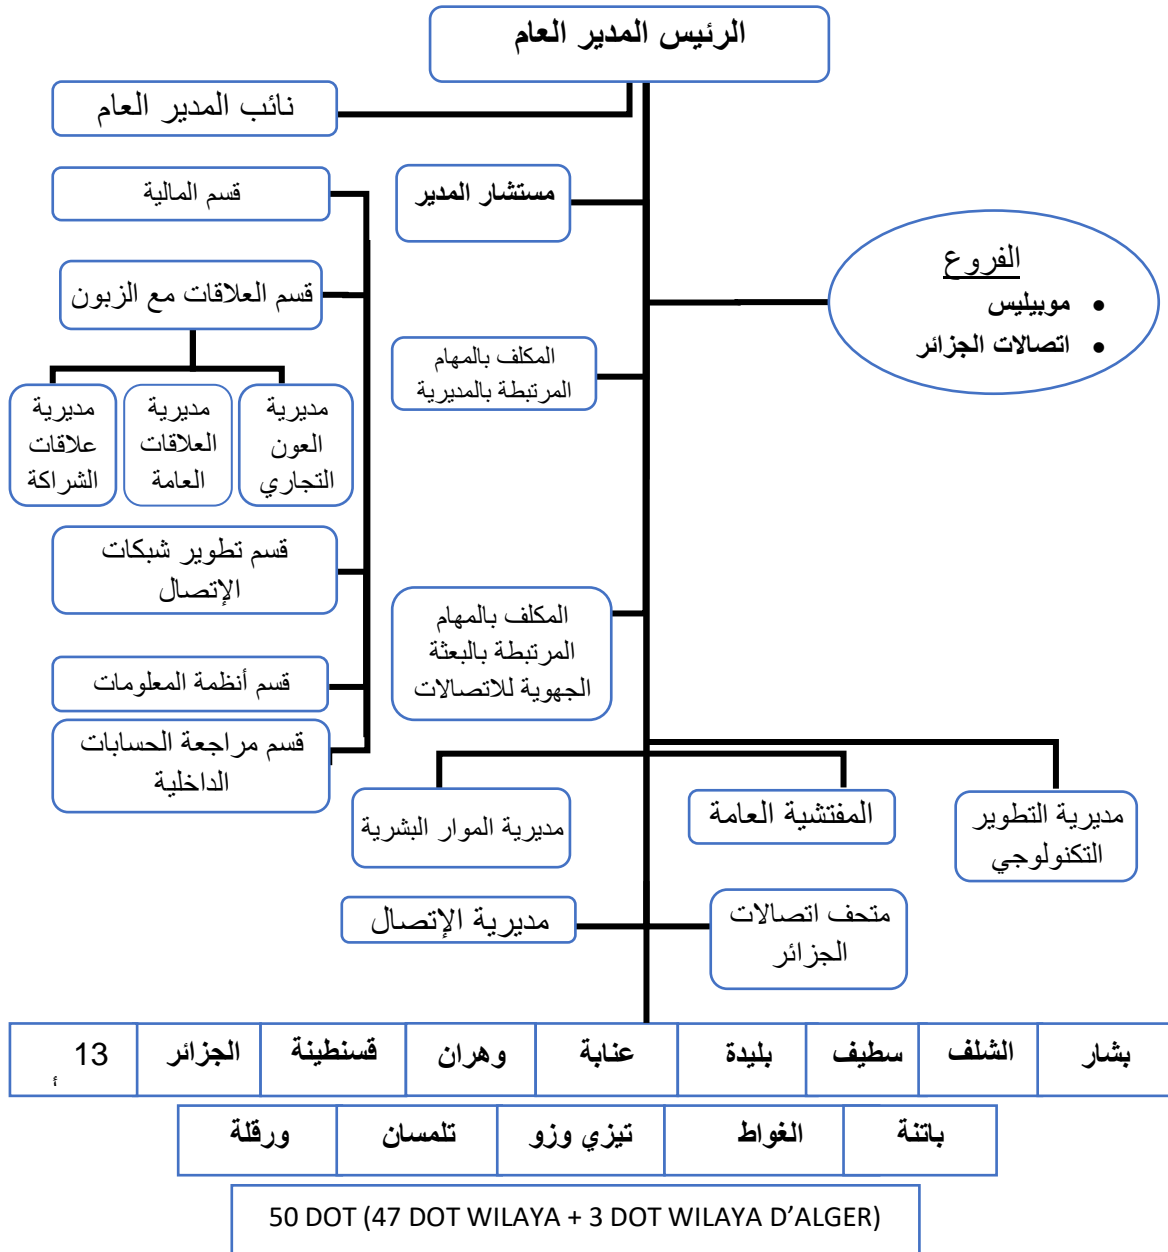 الرئيس المدير العام
نائب المدير العام
قسم المالية
مستشار المدير
الفروع
• موبيليس
• اتصالات الجزائر
قسم العلاقات مع الزبون
المكلف بالمهام
المرتبطة بالمديرية
مديرية
العون
التجاري
مديرية
العلاقات
العامة
مديرية
علاقات
الشراكة
قسم تطوير شبكات
الإتصال
المكلف بالمهام
المرتبطة بالبعثة
الجهوية للاتصالات
قسم أنظمة المعلومات
قسم مراجعة الحسابات
الداخلية
مديرية التطوير
التكنولوجي
المفتشية العامة
مديرية الموار البشرية
متحف اتصالات
الجزائر
مديرية الإتصال
بشار
الشلف
سطيف
بليدة
عنابة
وهران
قسنطينة
الجزائر
13
أ
باتنة
الغواط
تيزي وزو
تلمسان
ورقلة
50 DOT (47 DOT WILAYA + 3 DOT WILAYA D’ALGER)